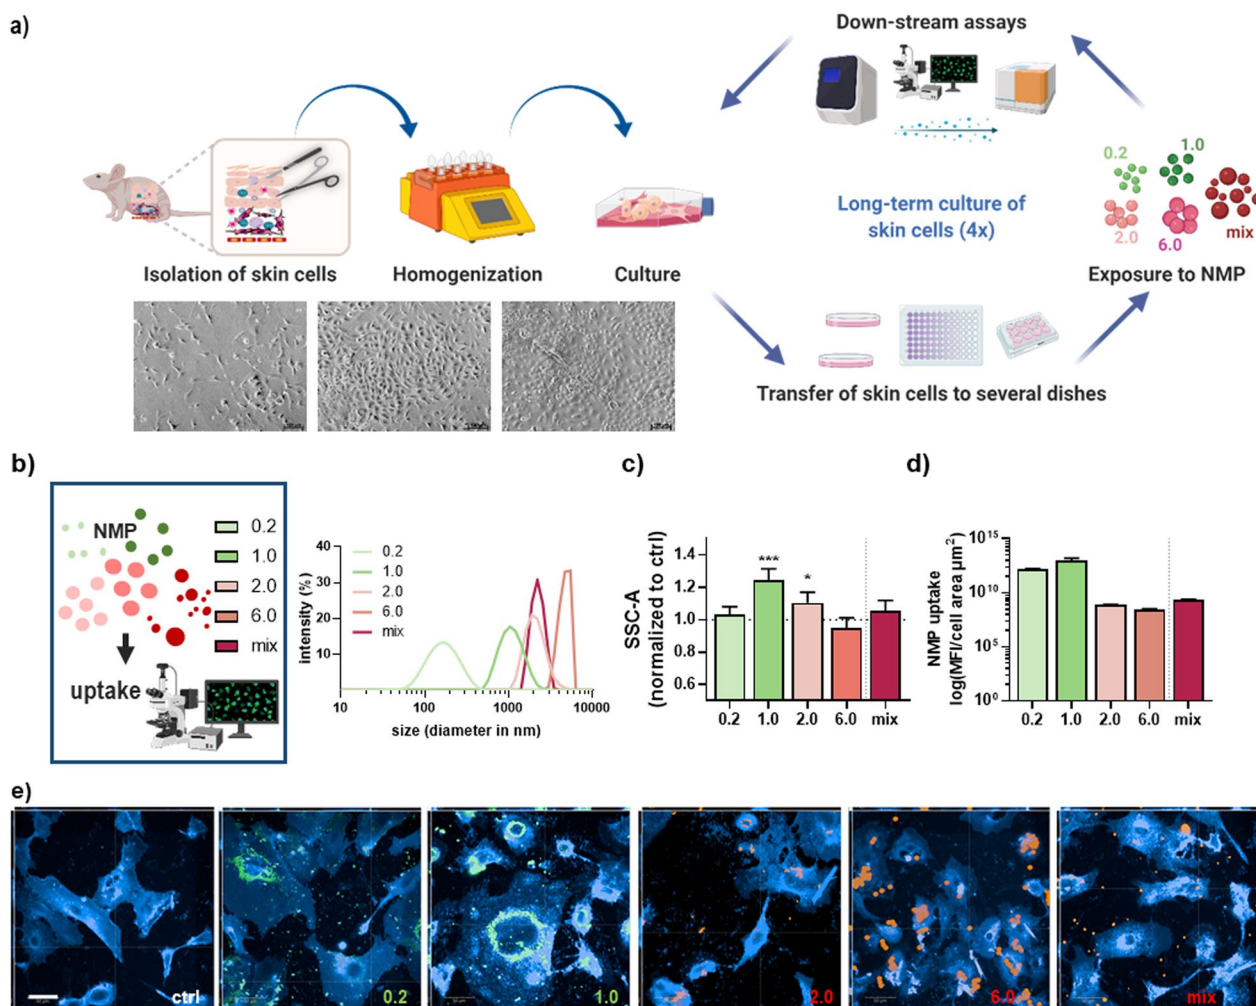 a)
Down-stream assays
0.2
1.0
2.0
6.0
mix
Long-term culture of
skin cells (4x)
Isolation of skin cells
Homogenization
Culture
Exposure to NMP
Transfer of skin cells to several dishes
b)
NMP
0.2
1.0
2.0
6.0
mix
uptake
intensity (%)
40
30
20
10
0.2
1.0
2.0
6.0
mix
10
100
1000
10000
size (diameter in nm)
c)
SSC-A
(normalized to ctrl)
1.4
1.2
1.0
0.8
0.6
***
*
0.2
1.0
2.0
6.0
mix
d)
NMP uptake
log(MFI/cell area µm²)
10¹⁵
10¹⁰
10⁵
10⁰
0.2
1.0
2.0
6.0
mix
e)
ctrl
0.2
1.0
2.0
6.0
mix